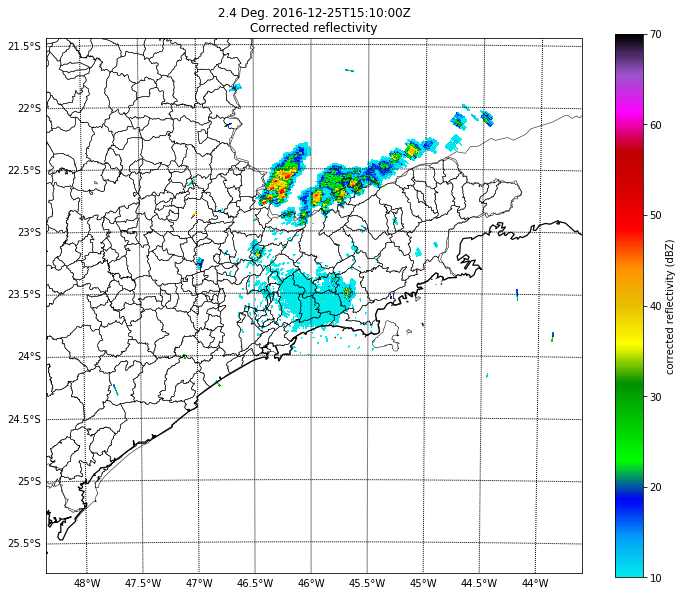 2.4 Deg. 2016-12-25T15:10:00Z
Corrected reflectivity
21.5°S
22°S
22.5°S
23°S
23.5°S
24°S
24.5°S
25°S
25.5°S
48°W
47.5°W
47°W
46.5°W
46°W
45.5°W
45°W
44.5°W
44°W
70
60
50
40
30
20
10
corrected reflectivity (dBZ)